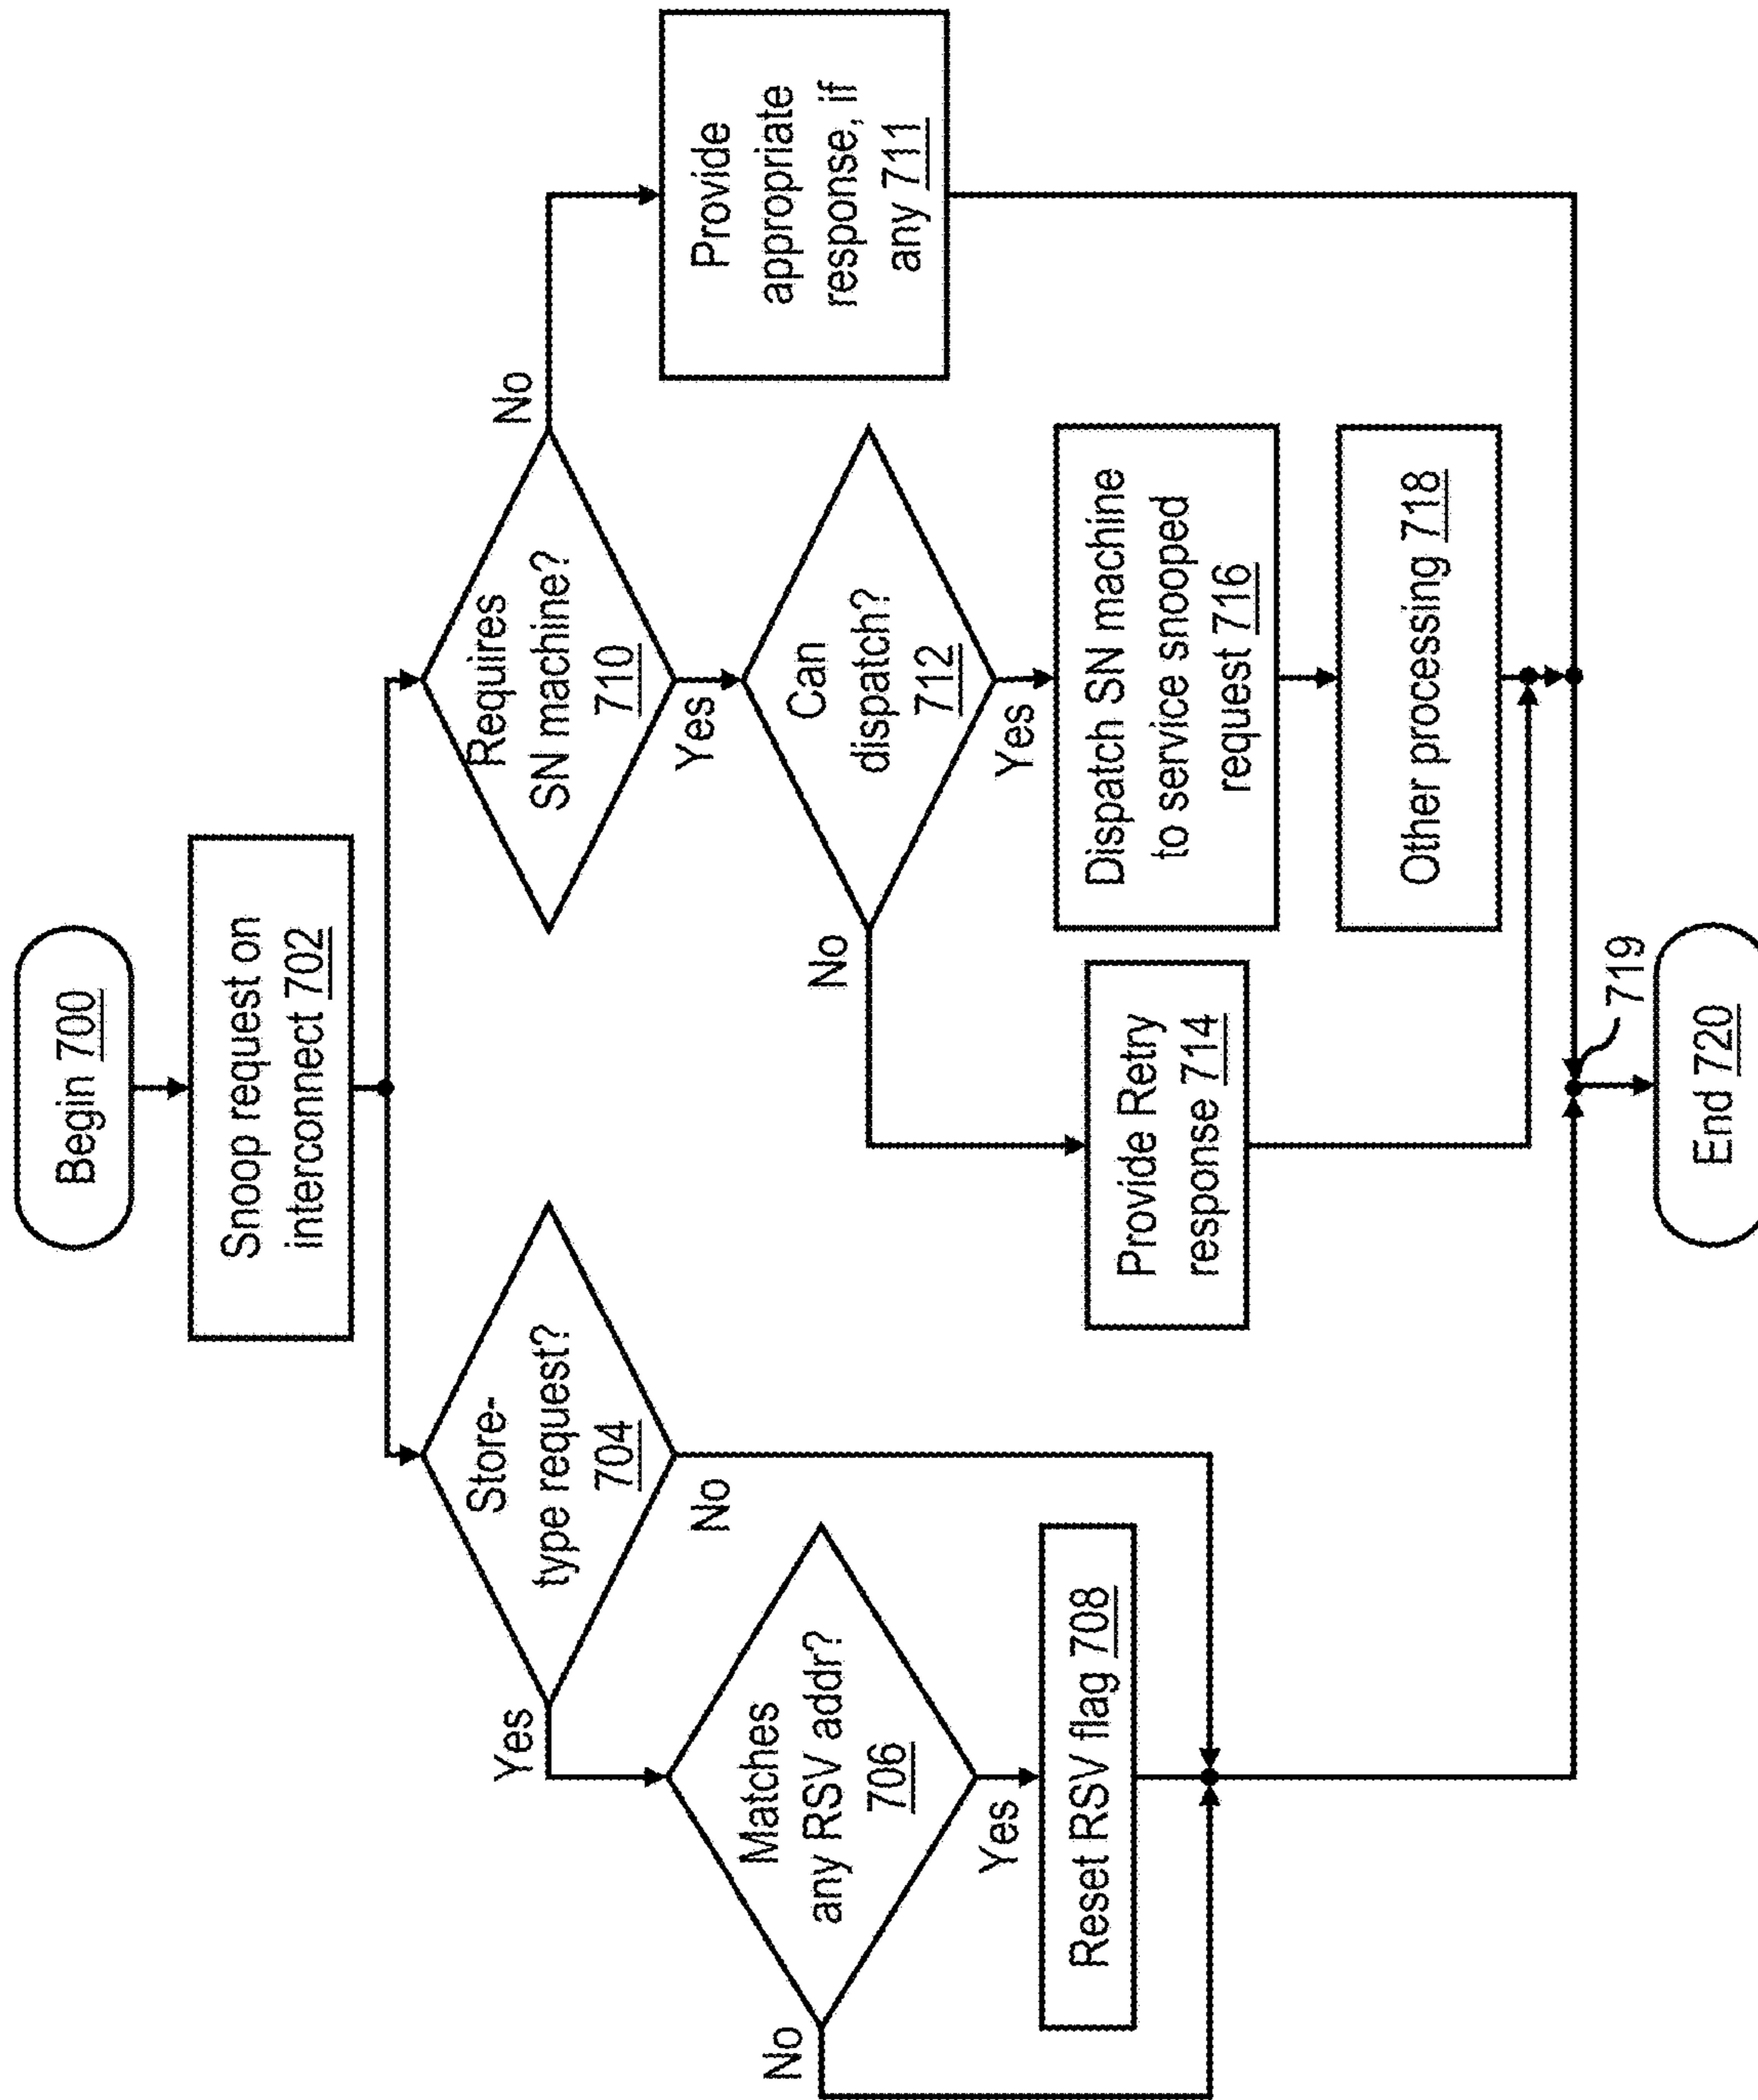 Begin 700
Snoop request on
interconnect 702
Store-
type request?
704
Yes
No
Matches
any RSV addr?
706
No
Yes
Reset RSV flag 708
Requires
SN machine?
710
No
Yes
Provide
appropriate
response, if
any 711
Can
dispatch?
712
No
Yes
Provide Retry
response 714
Dispatch SN machine
to service snooped
request 716
Other processing 718
719
End 720